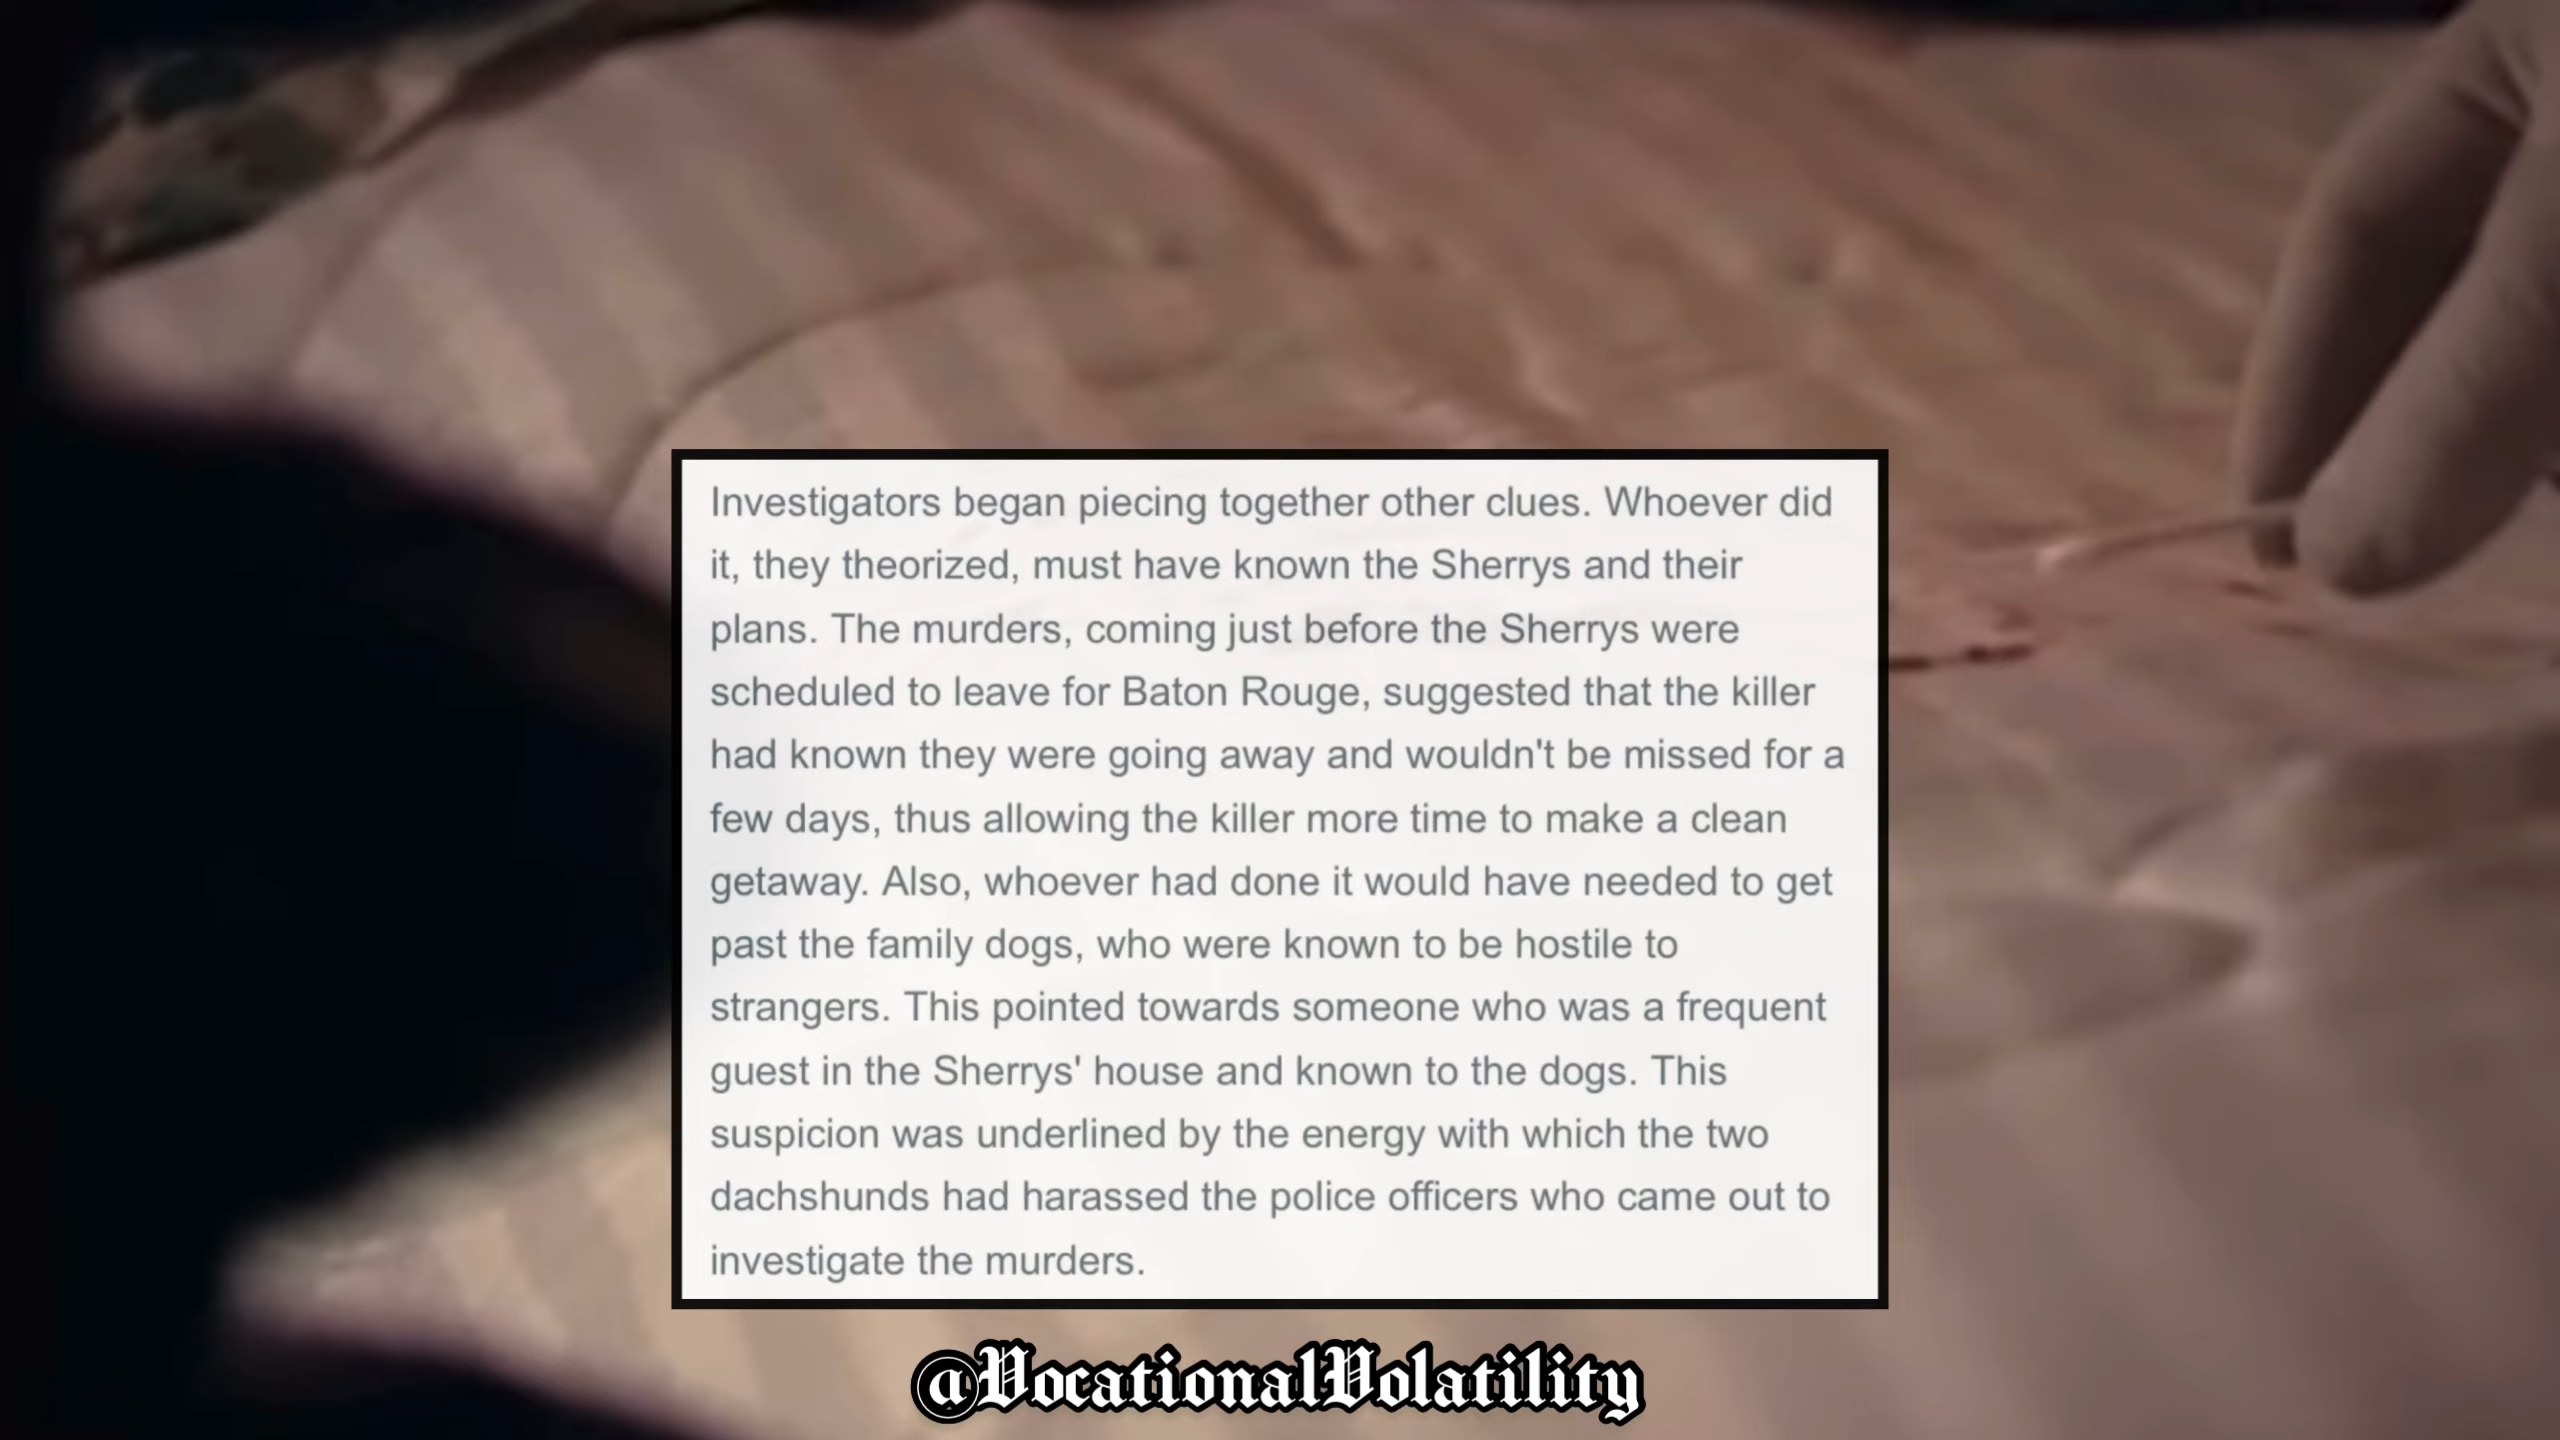 Investigators began piecing together other clues. Whoever did
it, they theorized, must have known the Sherrys and their
plans. The murders, coming just before the Sherrys were
scheduled to leave for Baton Rouge, suggested that the killer
had known they were going away and wouldn't be missed for a
few days, thus allowing the killer more time to make a clean
getaway. Also, whoever had done it would have needed to get
past the family dogs, who were known to be hostile to
strangers. This pointed towards someone who was a frequent
guest in the Sherrys' house and known to the dogs. This
suspicion was underlined by the energy with which the two
dachshunds had harassed the police officers who came out to
investigate the murders.
@VocationalVolatility